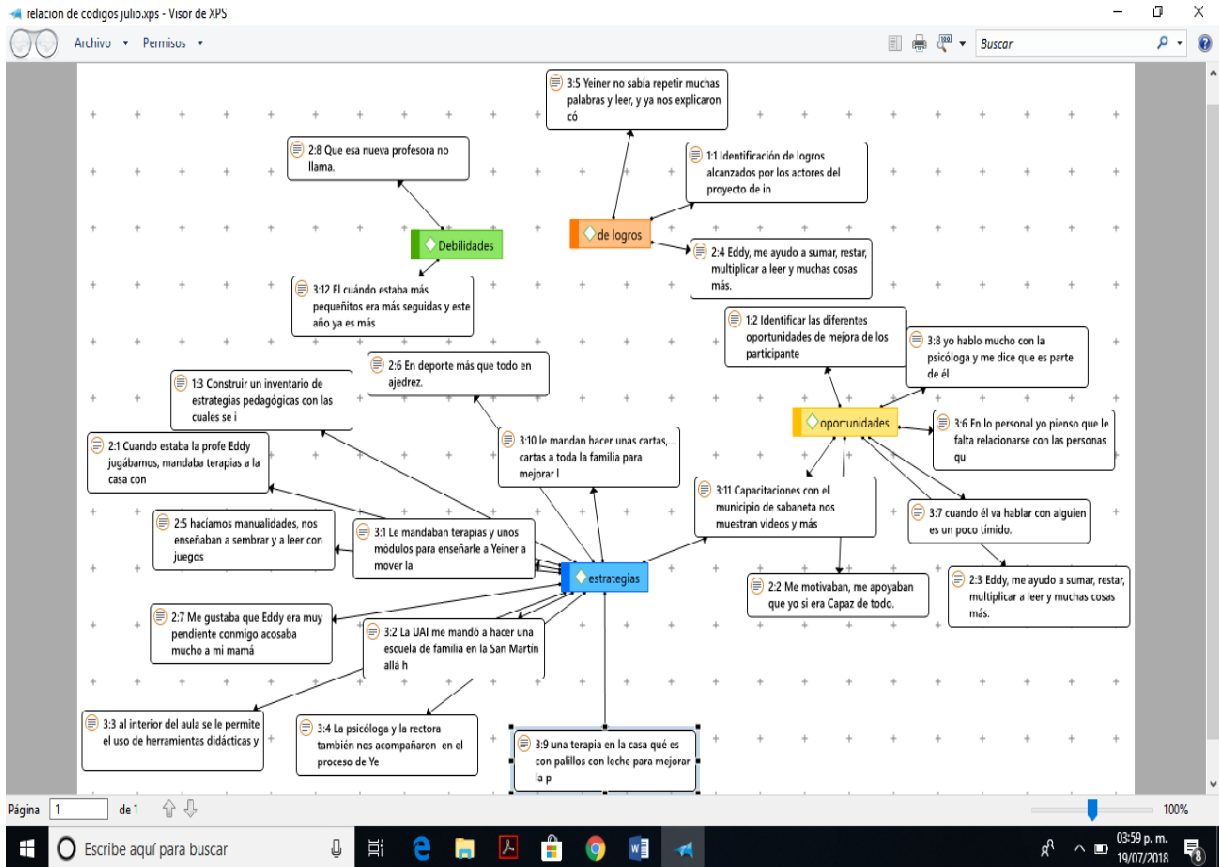 relacion de codigos julio.xps - Visor de XPS
Archivo
Permisos
Buscar
3:5 Yeiner no sabia repetir muchas
palabras y leer, y ya nos explicaron
có
2:8 Que esa nueva profesora no
llama.
1:1 Identificación de logros
alcanzados por los actores del
proyecto de in
de logros
Debilidades
2:4 Eddy, me ayudo a sumar, restar,
multiplicar a leer y muchas cosas
más.
3:12 El cuándo estaba más
pequeñitos era más seguidas y este
año ya es más
1:2 Identificar las diferentes
oportunidades de mejora de los
participante
3:8 yo hablo mucho con la
psicóloga y me dice que es parte
de él
2:6 En deporte más que todo en
ajedrez.
1:3 Construir un inventario de
estrategias pedagógicas con las
cuales se i
oportunidades
3:6 En lo personal yo pienso que le
falta relacionarse con las personas
qu
2:1 Cuando estaba la profe Eddy
jugábamos, mandaba terapias a la
casa con
3:10 le mandan hacer unas cartas,...
cartas a toda la familia para
mejorar l
3:11 Capacitaciones con el
municipio de sabaneta nos
muestran videos y más
3:7 cuando él va hablar con alguien
es un poco tímido.
2:5 hacíamos manualidades, nos
enseñaban a sembrar y a leer con
juegos
3:1 Le mandaban terapias y unos
módulos para enseñarle a Yeiner a
mover la
estrategias
2:2 Me motivaban, me apoyaban
que yo si era Capaz de todo.
2:3 Eddy, me ayudo a sumar, restar,
multiplicar a leer y muchas cosas
más.
2:7 Me gustaba que Eddy era muy
pendiente conmigo acosaba
mucho a mi mamá
3:2 La UAI me mandó a hacer una
escuela de familia en la San Martín
allá h
3:3 al interior del aula se le permite
el uso de herramientas didácticas y
3:4 La psicóloga y la rectora
también nos acompañaron en el
proceso de Ye
3:9 una terapia en la casa qué es
con palillos con leche para mejorar
la p
Página 1 de 1
100%
Escribe aquí para buscar
03:59 p. m.
19/07/2018